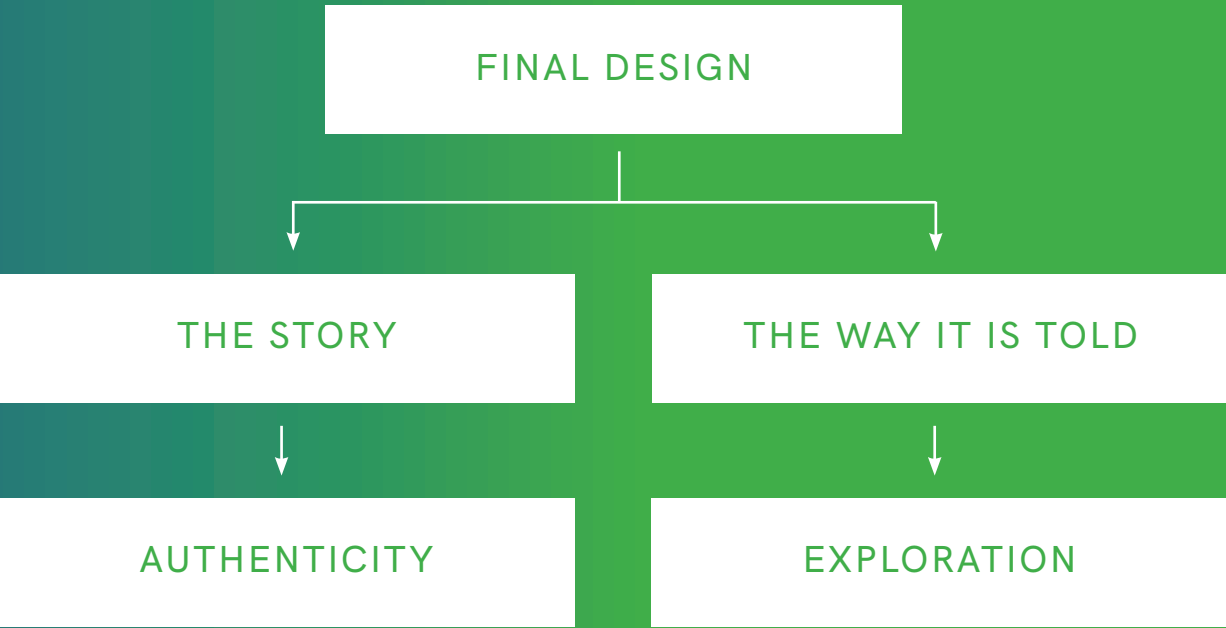 FINAL DESIGN
THE STORY
THE WAY IT IS TOLD
AUTHENTICITY
EXPLORATION